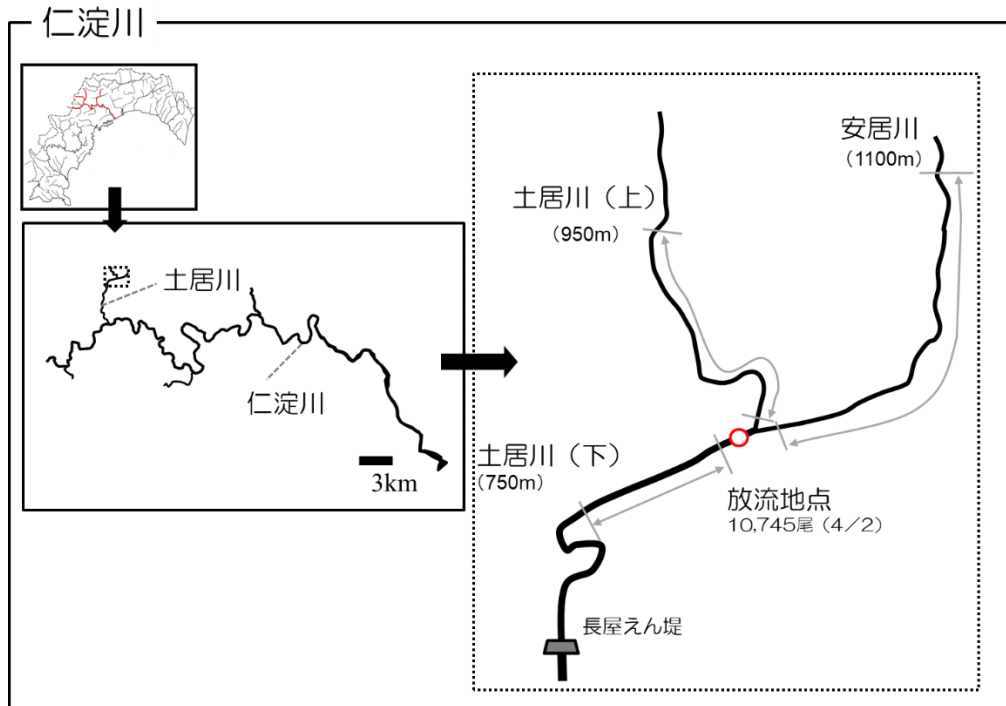 仁淀川
土居川
仁淀川
3km
安居川
(1100m)
土居川(上)
(950m)
土居川(下)
(750m)
放流地点
10,745尾(4/2)
長屋えん堤